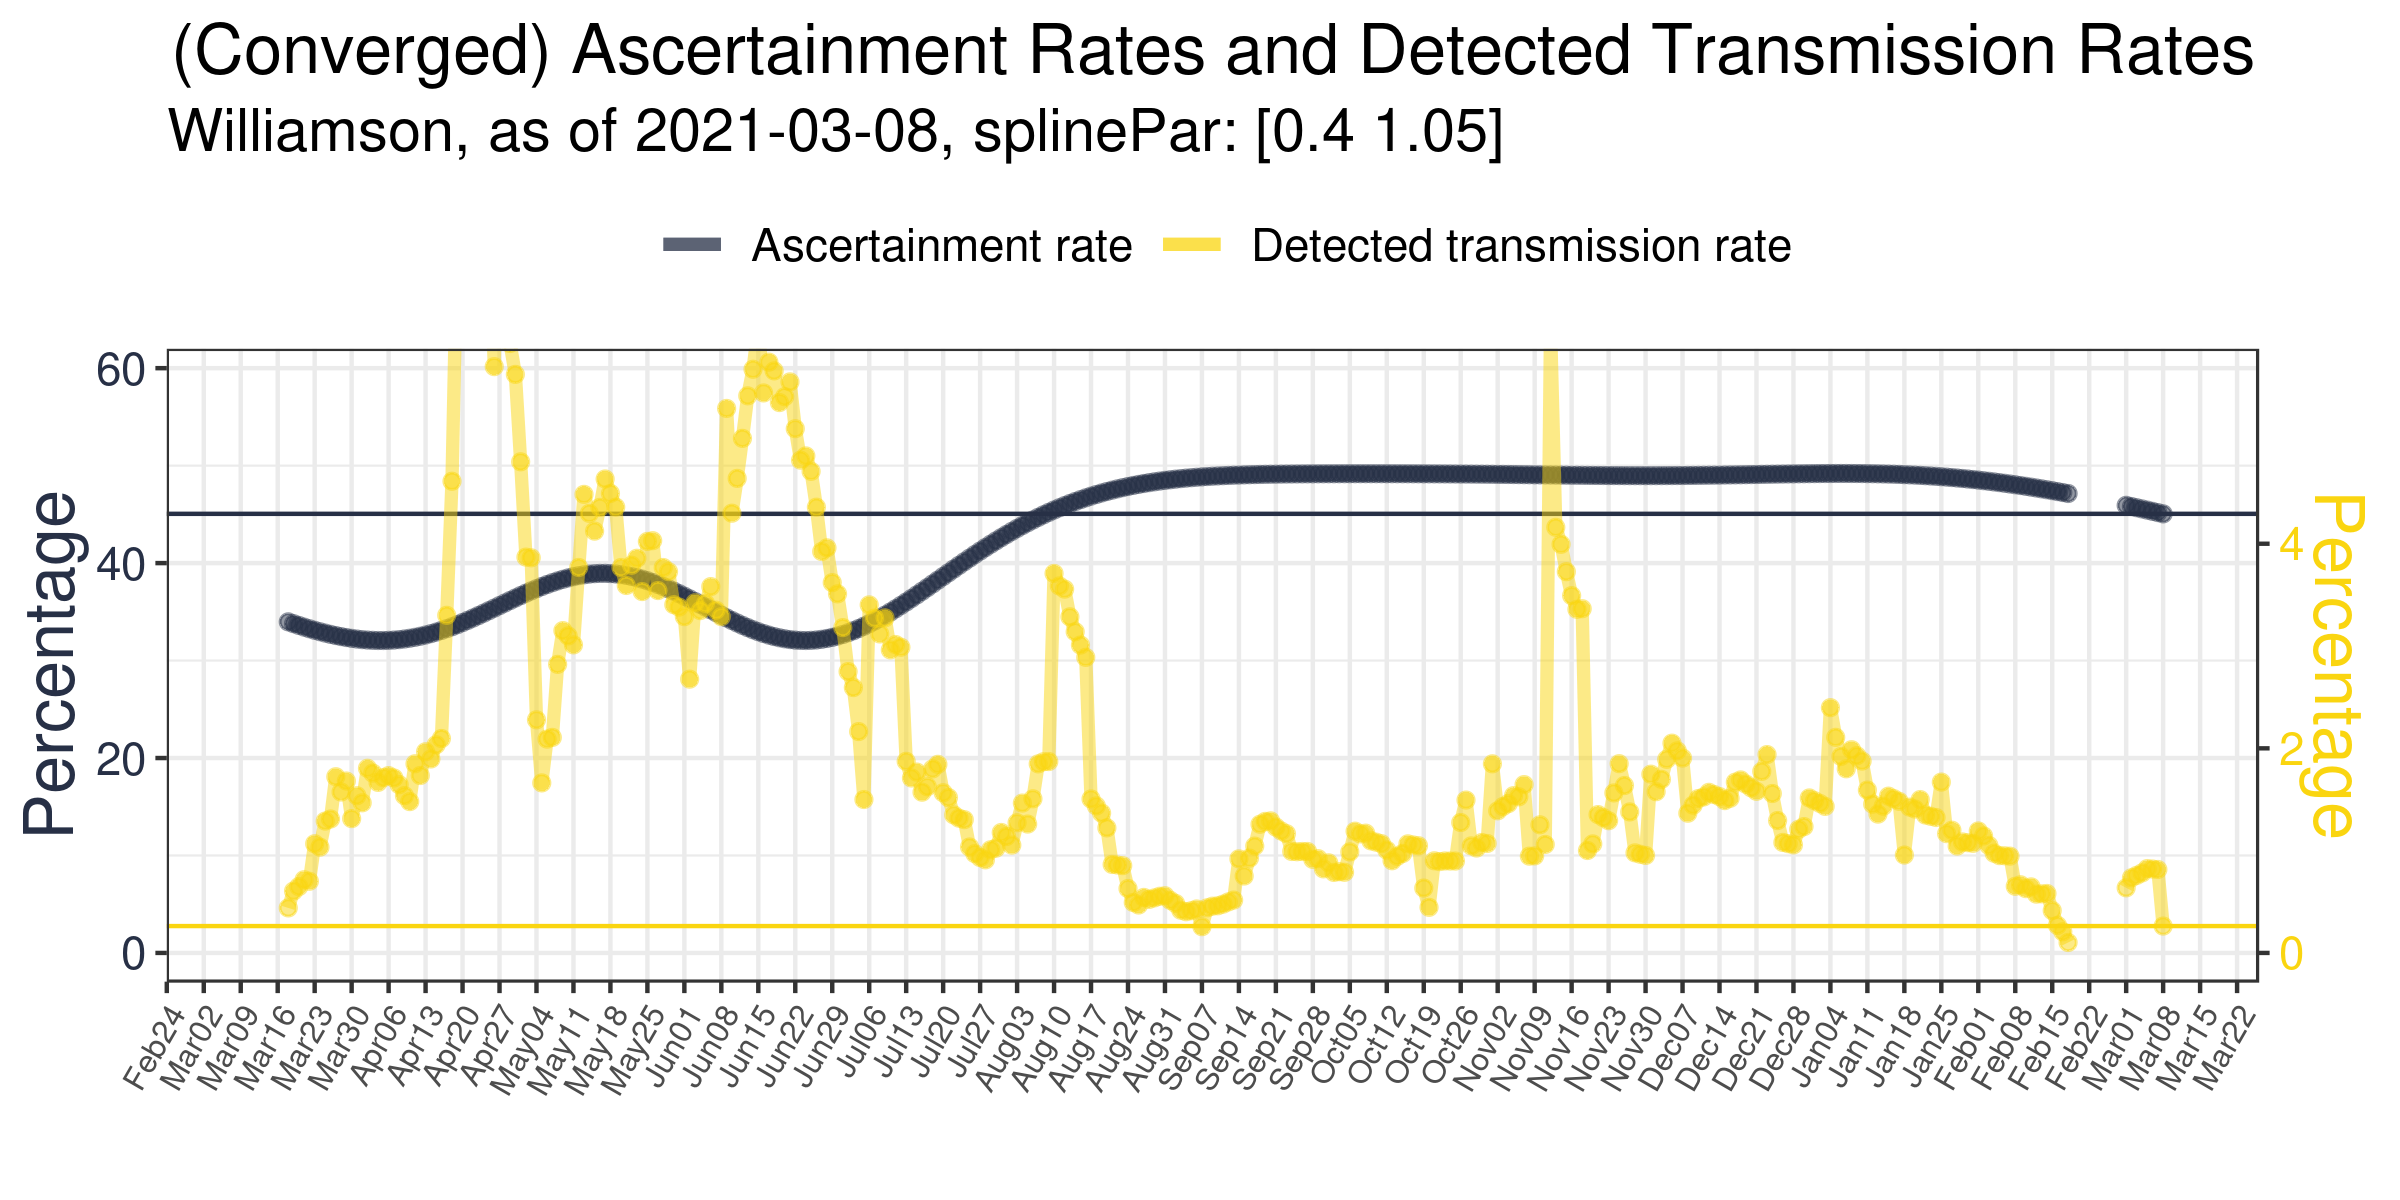 (Converged) Ascertainment Rates and Detected Transmission Rates
Williamson, as of 2021-03-08, splinePar: [0.4 1.05]
Ascertainment rate Detected transmission rate
Percentage
60
40
20
0
4
2
0
Percentage
Feb24 Mar02 Mar09 Mar16 Mar23 Mar30 Apr06 Apr13 Apr20 Apr27 May04 May11 May18 May25 Jun01 Jun08 Jun15 Jun22 Jun29 Jul06 Jul13 Jul20 Jul27 Aug03 Aug10 Aug17 Aug24 Aug31 Sep07 Sep14 Sep21 Sep28 Oct05 Oct12 Oct19 Oct26 Nov02 Nov09 Nov16 Nov23 Nov30 Dec07 Dec14 Dec21 Dec28 Jan04 Jan11 Jan18 Jan25 Feb01 Feb08 Feb15 Feb22 Mar01 Mar08 Mar15 Mar22